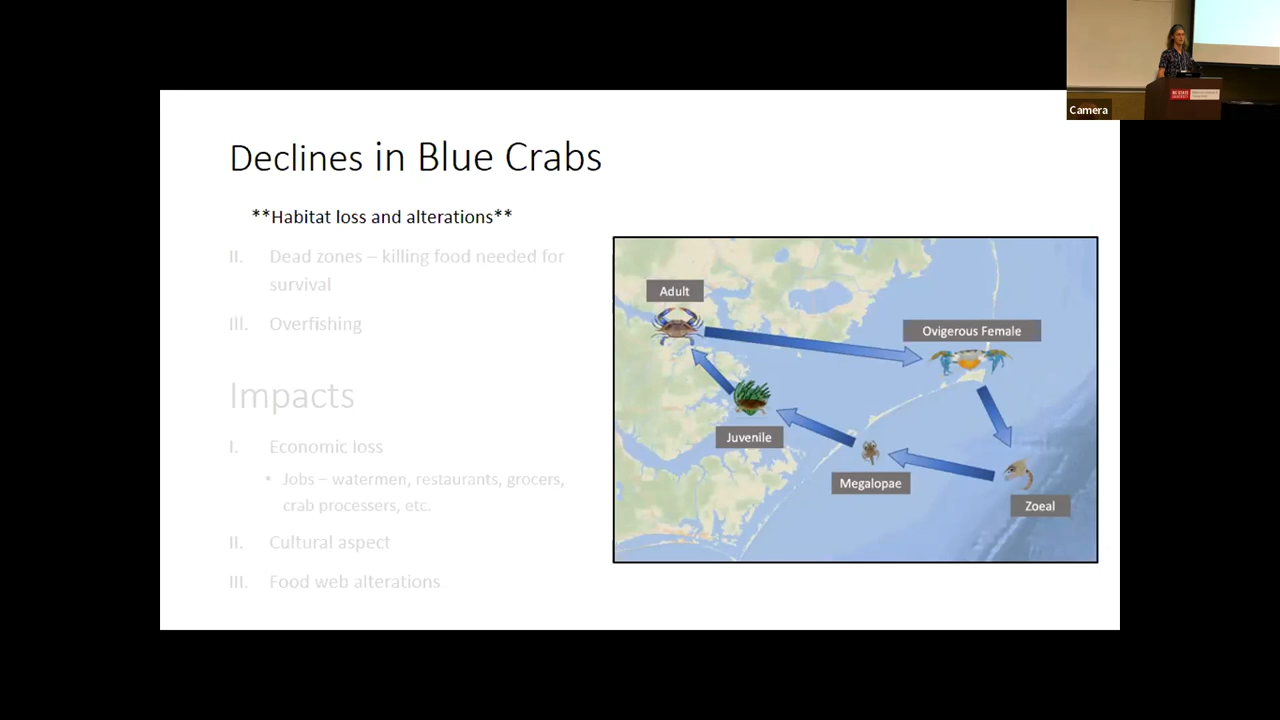 Camera
NC STATE
Declines in Blue Crabs
**Habitat loss and alterations**
II. Dead zones – killing food needed for
survival
III. Overfishing
Impacts
I. Economic loss
• Jobs – watermen, restaurants, grocers,
crab processers, etc.
II. Cultural aspect
III. Food web alterations
Adult
Ovigerous Female
Juvenile
Megalopae
Zoeal